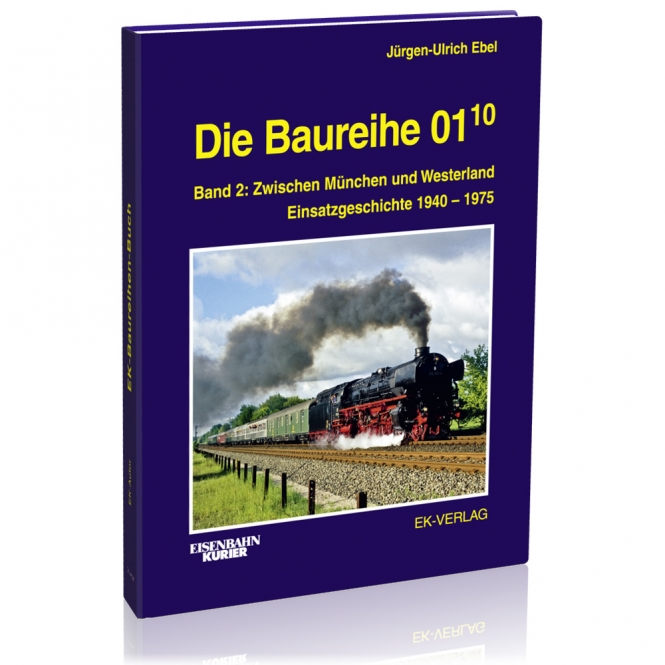 Jürgen-Ulrich Ebel
Die Baureihe 01¹⁰
Band 2: Zwischen München und Westerland
Einsatzgeschichte 1940 – 1975
EK-Baureihen-Buch
EISENBAHN
KURIER
EK-VERLAG